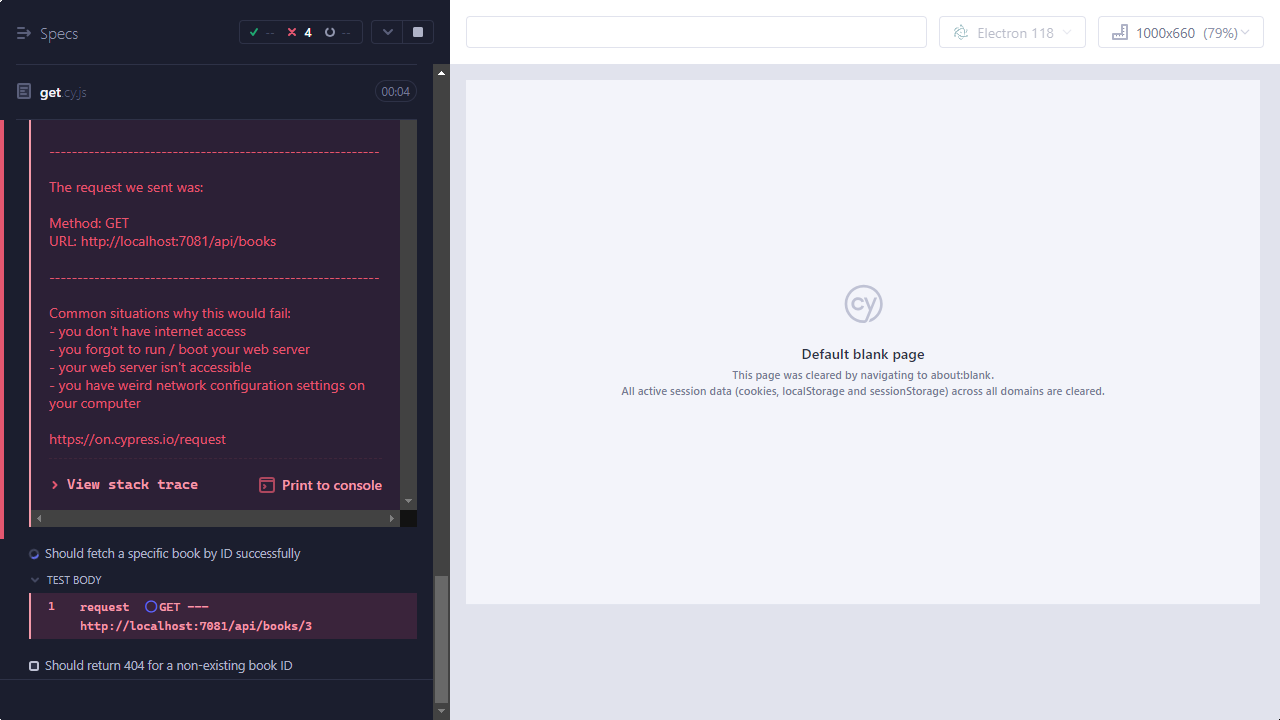 Specs
-- 4 --
Electron 118
1000x660 (79%)
get.cy.js
00:04
----------------------------------------------------------
The request we sent was:
Method: GET
URL: http://localhost:7081/api/books
----------------------------------------------------------
Common situations why this would fail:
- you don't have internet access
- you forgot to run / boot your web server
- your web server isn't accessible
- you have weird network configuration settings on
your computer
https://on.cypress.io/request
View stack trace
Print to console
Should fetch a specific book by ID successfully
TEST BODY
1 request GET ---
http://localhost:7081/api/books/3
Should return 404 for a non-existing book ID
cy
Default blank page
This page was cleared by navigating to about:blank.
All active session data (cookies, localStorage and sessionStorage) across all domains are cleared.